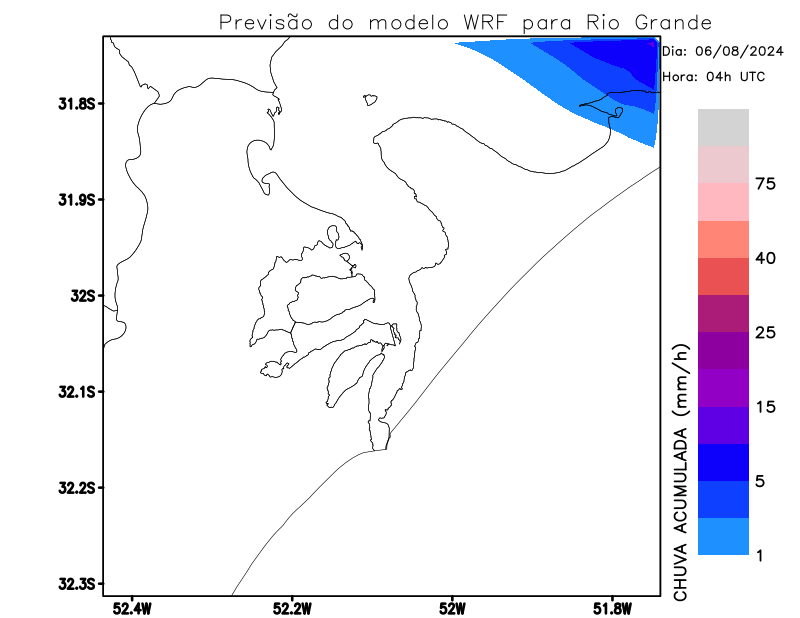 Previsão do modelo WRF para Rio Grande
Dia: 06/08/2024
Hora: 04h UTC
31.8S
31.9S
32S
32.1S
32.2S
32.3S
52.4W
52.2W
52W
51.8W
75
40
25
15
5
1
CHUVA ACUMULADA (mm/h)